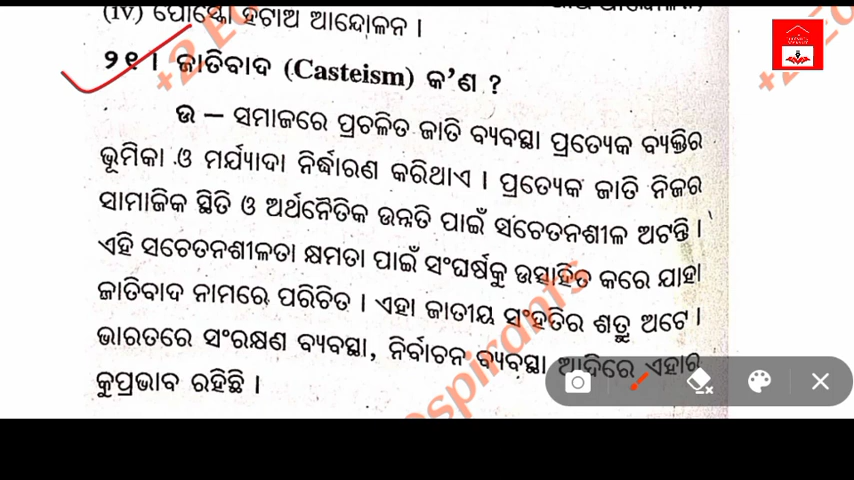 (iv) ପୋସ୍କୋ ହଟାଅ ଆନ୍ଦୋଳନ ।
୨୧ । ଜାତିବାଦ (Casteism) କ'ଣ ?
ଉ – ସମାଜରେ ପ୍ରଚଳିତ ଜାତି ବ୍ୟବସ୍ଥା ପ୍ରତ୍ୟେକ ବ୍ୟକ୍ତିର
ଭୂମିକା ଓ ମର୍ଯ୍ୟାଦା ନିର୍ଦ୍ଧାରଣ କରିଥାଏ । ପ୍ରତ୍ୟେକ ଜାତି ନିଜର
ସାମାଜିକ ସ୍ଥିତି ଓ ଅର୍ଥନୈତିକ ଉନ୍ନତି ପାଇଁ ସଚେତନଶୀଳ ଅଟନ୍ତି ।
ଏହି ସଚେତନଶୀଳତା କ୍ଷମତା ପାଇଁ ସଂଘର୍ଷକୁ ଉତ୍ସାହିତ କରେ ଯାହା
ଜାତିବାଦ ନାମରେ ପରିଚିତ । ଏହା ଜାତୀୟ ସଂହତିର ଶତ୍ରୁ ଅଟେ ।
ଭାରତରେ ସଂରକ୍ଷଣ ବ୍ୟବସ୍ଥା, ନିର୍ବାଚନ ବ୍ୟବସ୍ଥା ଆଦିରେ ଏହାର
କୁପ୍ରଭାବ ରହିଛି ।